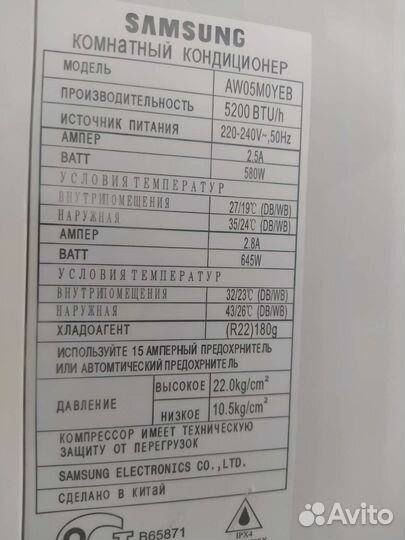 SAMSUNG
КОМНАТНЫЙ КОНДИЦИОНЕР
МОДЕЛЬ AW05M0YEB
ПРОИЗВОДИТЕЛЬНОСТЬ 5200 BTU/h
ИСТОЧНИК ПИТАНИЯ 220-240V~,50Hz
АМПЕР 2.5A
ВАТТ 580W
УСЛОВИЯ ТЕМПЕРАТУР
ВНУТРИПОМЕЩЕНИЯ 27/19℃ (DB/WB)
НАРУЖНАЯ 35/24℃ (DB/WB)
АМПЕР 2.8A
ВАТТ 645W
УСЛОВИЯ ТЕМПЕРАТУР
ВНУТРИПОМЕЩЕНИЯ 32/23℃ (DB/WB)
НАРУЖНАЯ 43/26℃ (DB/WB)
ХЛАДОАГЕНТ (R22)180g
ИСПОЛЬЗУЙТЕ 15 АМПЕРНЫЙ ПРЕДОХРНИТЕЛЬ
ИЛИ АВТОМТИЧЕСКИЙ ПРЕДОХРНИТЕЛЬ
ДАВЛЕНИЕ ВЫСОКОЕ 22.0kg/cm²
НИЗКОЕ 10.5kg/cm²
КОМПРЕССОР ИМЕЕТ ТЕХНИЧЕСКУЮ
ЗАЩИТУ ОТ ПЕРЕГРУЗОК
SAMSUNG ELECTRONICS CO.,LTD.
СДЕЛАНО В КИТАЙ
B65871
IPX4
Avito